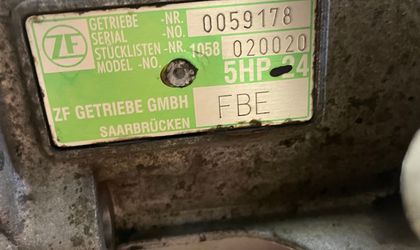 ZF
GETRIEBE -NR. 0059178
SERIAL -NO.
STÜCKLISTEN -NR. 1058 020020
MODEL -NO. 5HP-24
ZF GETRIEBE GMBH FBE
SAARBRÜCKEN